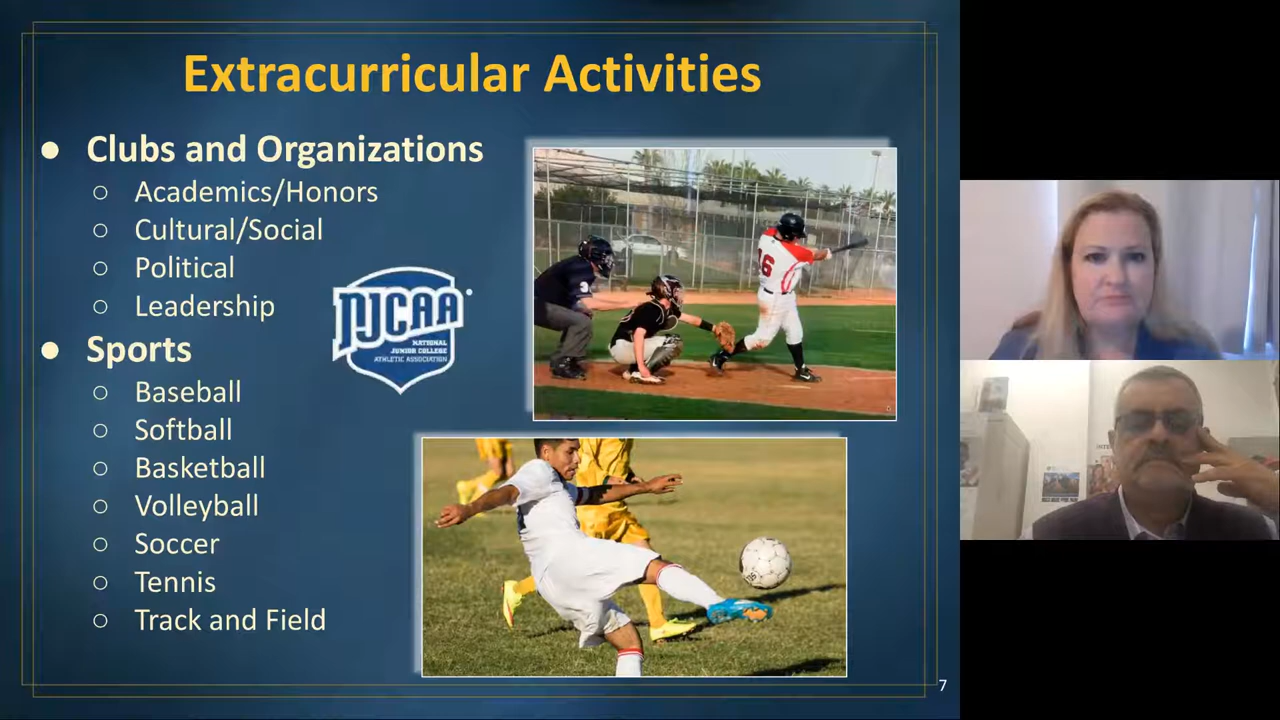 Extracurricular Activities
● Clubs and Organizations
○ Academics/Honors
○ Cultural/Social
○ Political
○ Leadership
NJCAA
NATIONAL
JUNIOR COLLEGE
ATHLETIC ASSOCIATION
● Sports
○ Baseball
○ Softball
○ Basketball
○ Volleyball
○ Soccer
○ Tennis
○ Track and Field
16
3
7